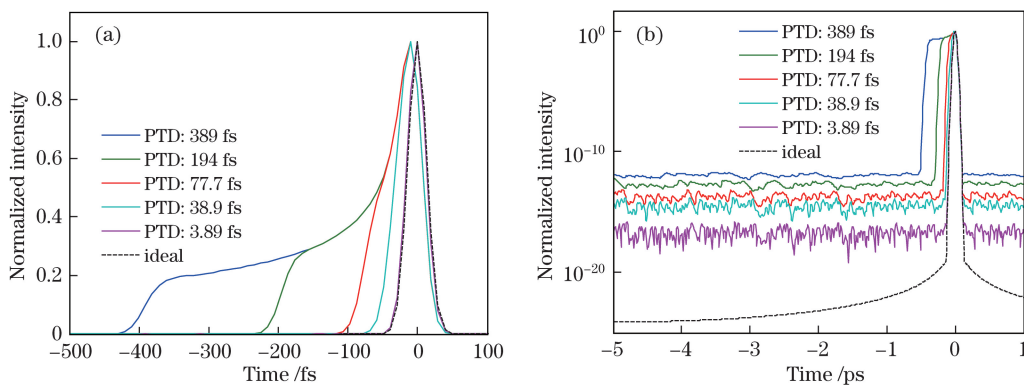 (a)
1.0
0.8
0.6
0.4
0.2
0
Normalized intensity
PTD: 389 fs
PTD: 194 fs
PTD: 77.7 fs
PTD: 38.9 fs
PTD: 3.89 fs
ideal
−500
−400
−300
−200
−100
0
100
Time /fs
(b)
10⁰
10⁻¹⁰
10⁻²⁰
Normalized intensity
PTD: 389 fs
PTD: 194 fs
PTD: 77.7 fs
PTD: 38.9 fs
PTD: 3.89 fs
ideal
−5
−4
−3
−2
−1
0
1
Time /ps